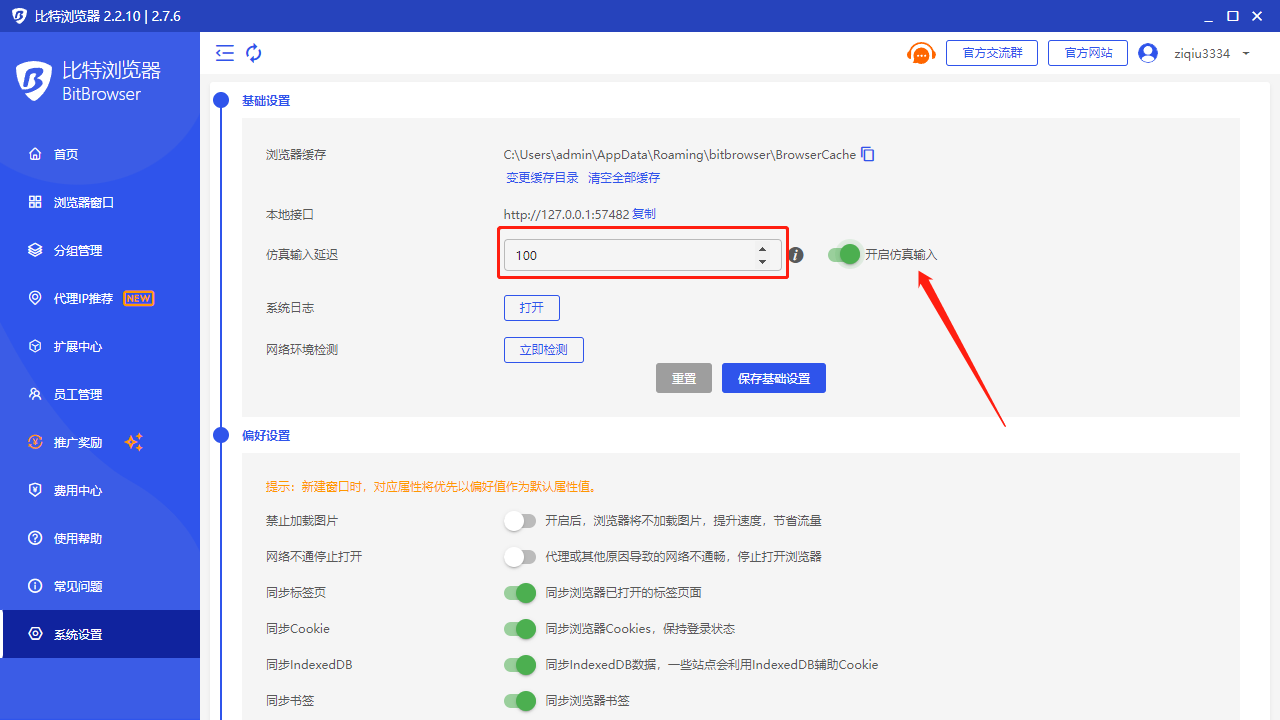 比特浏览器 2.2.10 | 2.7.6
官方交流群
官方网站
ziqiu3334
比特浏览器
BitBrowser
首页
浏览器窗口
分组管理
代理IP推荐 NEW
扩展中心
员工管理
推广奖励
费用中心
使用帮助
常见问题
系统设置
基础设置
浏览器缓存
C:\Users\admin\AppData\Roaming\bitbrowser\BrowserCache
变更缓存目录 清空全部缓存
本地接口
http://127.0.0.1:57482 复制
仿真输入延迟
100
开启仿真输入
系统日志
打开
网络环境检测
立即检测
重置
保存基础设置
偏好设置
提示：新建窗口时，对应属性将优先以偏好值作为默认属性值。
禁止加载图片
开启后，浏览器将不加载图片，提升速度，节省流量
网络不通停止打开
代理或其他原因导致的网络不通畅，停止打开浏览器
同步标签页
同步浏览器已打开的标签页面
同步Cookie
同步浏览器Cookies，保持登录状态
同步IndexedDB
同步IndexedDB数据，一些站点会利用IndexedDB辅助Cookie
同步书签
同步浏览器书签